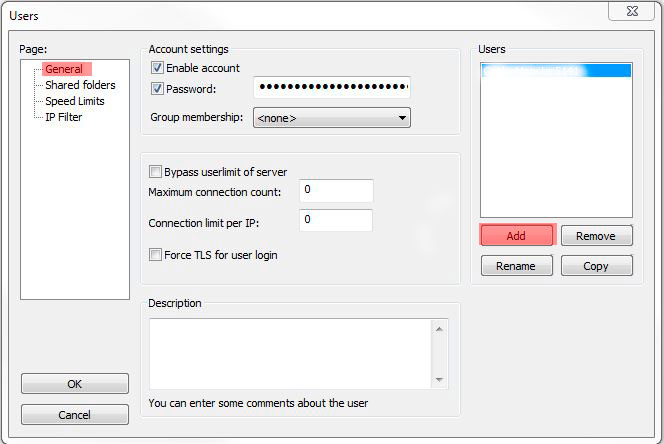 Users
Page:
General
Shared folders
Speed Limits
IP Filter
OK
Cancel
Account settings
Enable account
Password:
Group membership:
<none>
Bypass userlimit of server
Maximum connection count:
0
Connection limit per IP:
0
Force TLS for user login
Description
You can enter some comments about the user
Users
Add
Remove
Rename
Copy